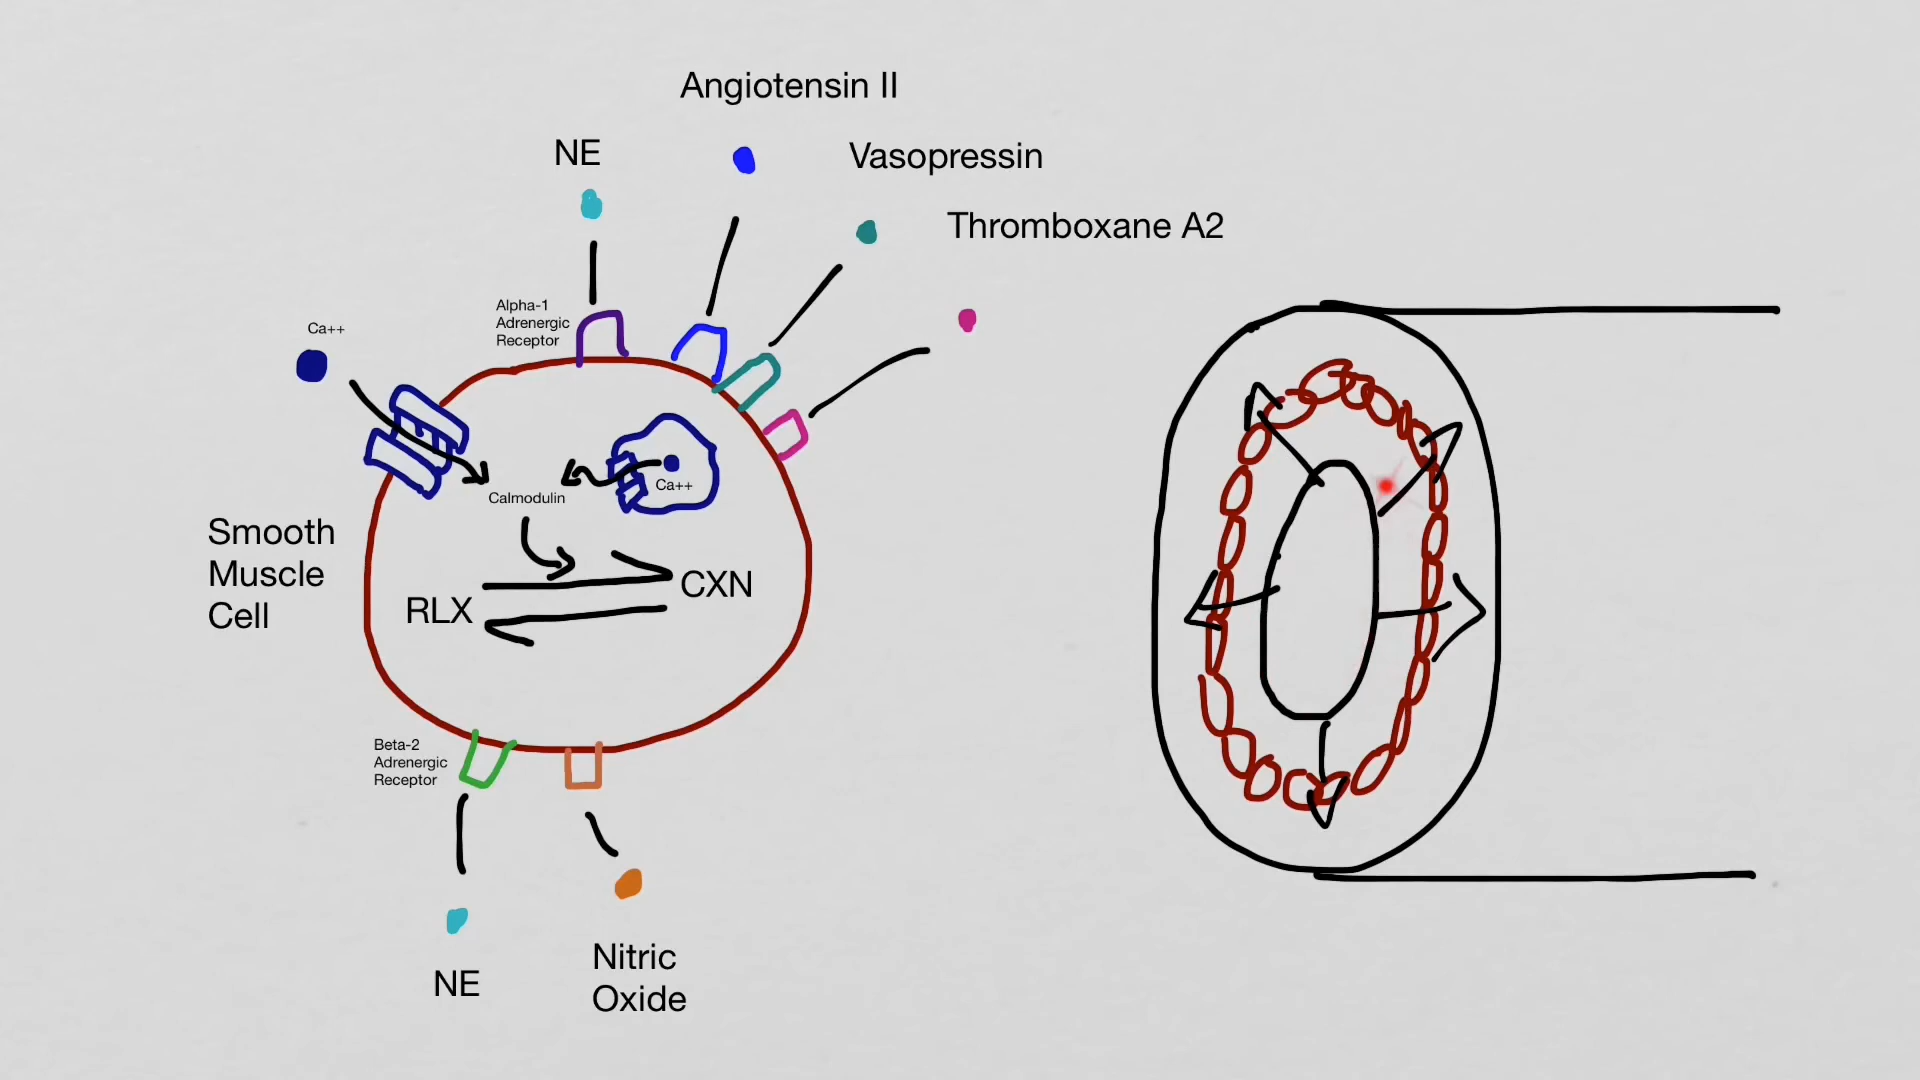 Angiotensin II
NE
Vasopressin
Thromboxane A2
Alpha-1
Adrenergic
Receptor
Ca++
Ca++
Calmodulin
Smooth
Muscle
Cell
RLX
CXN
Beta-2
Adrenergic
Receptor
NE
Nitric
Oxide